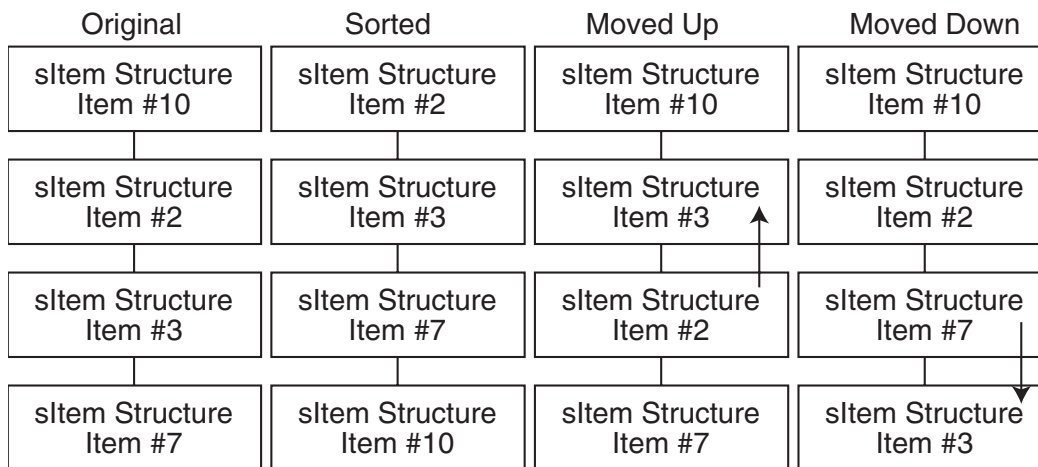 Original Sorted Moved Up Moved Down
sItem Structure sItem Structure sItem Structure sItem Structure
Item #10 Item #2 Item #10 Item #10
sItem Structure sItem Structure sItem Structure sItem Structure
Item #2 Item #3 Item #3 Item #2
sItem Structure sItem Structure sItem Structure sItem Structure
Item #3 Item #7 Item #2 Item #7
sItem Structure sItem Structure sItem Structure sItem Structure
Item #7 Item #10 Item #7 Item #3